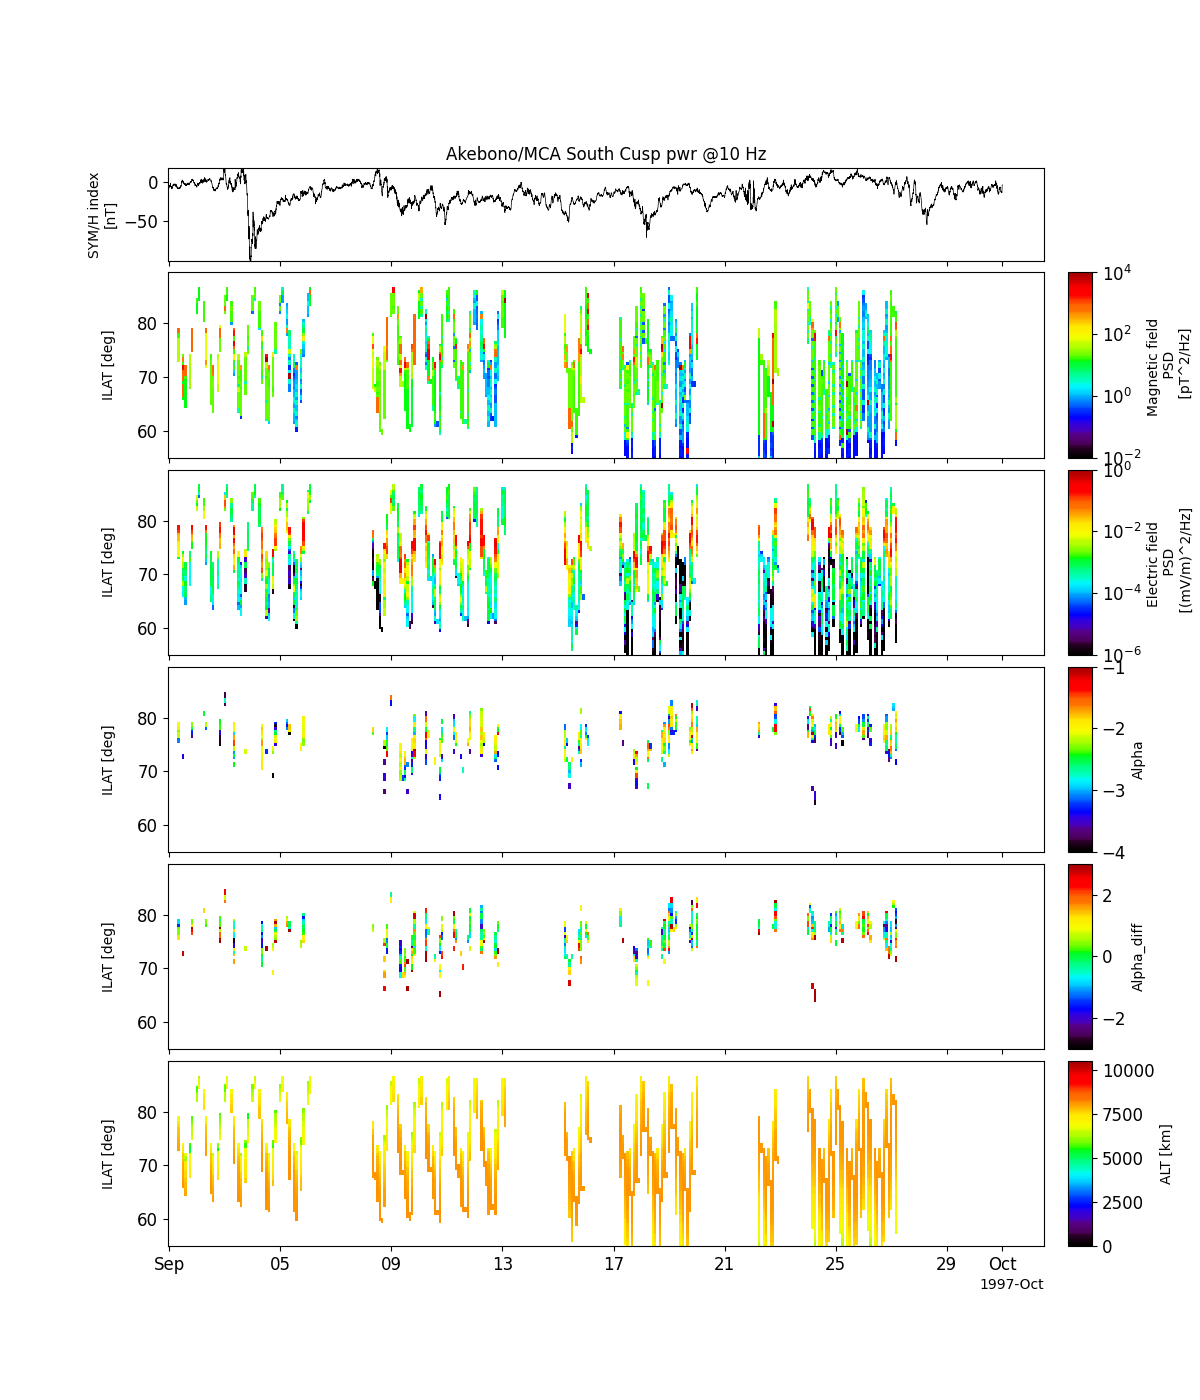 Akebono/MCA South Cusp pwr @10 Hz
SYM/H index
[nT]
0
−50
ILAT [deg]
80
70
60
10^4
10^2
10^0
10^−2
Magnetic field
PSD
[pT^2/Hz]
ILAT [deg]
80
70
60
10^0
10^−2
10^−4
10^−6
Electric field
PSD
[(mV/m)^2/Hz]
ILAT [deg]
80
70
60
−1
−2
−3
−4
Alpha
ILAT [deg]
80
70
60
2
0
−2
Alpha_diff
ILAT [deg]
80
70
60
10000
7500
5000
2500
0
ALT [km]
Sep 05 09 13 17 21 25 29 Oct
1997-Oct